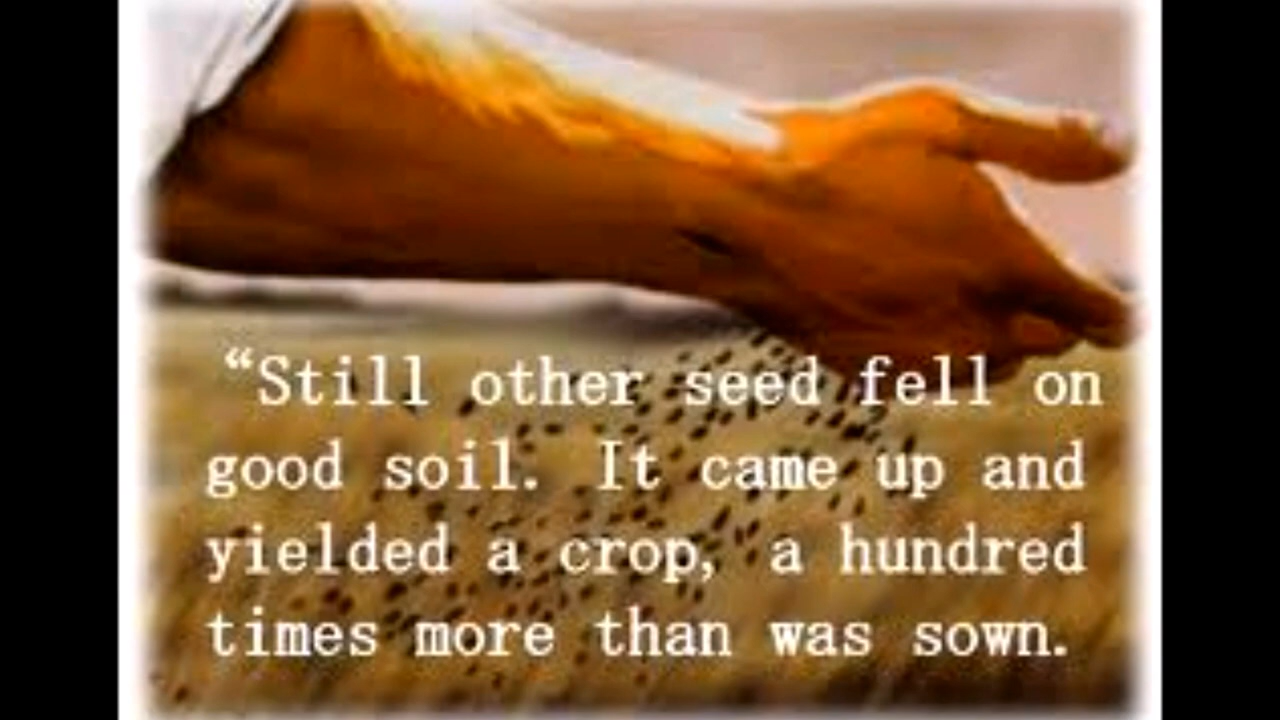 “Still other seed fell on
good soil. It came up and
yielded a crop, a hundred
times more than was sown.